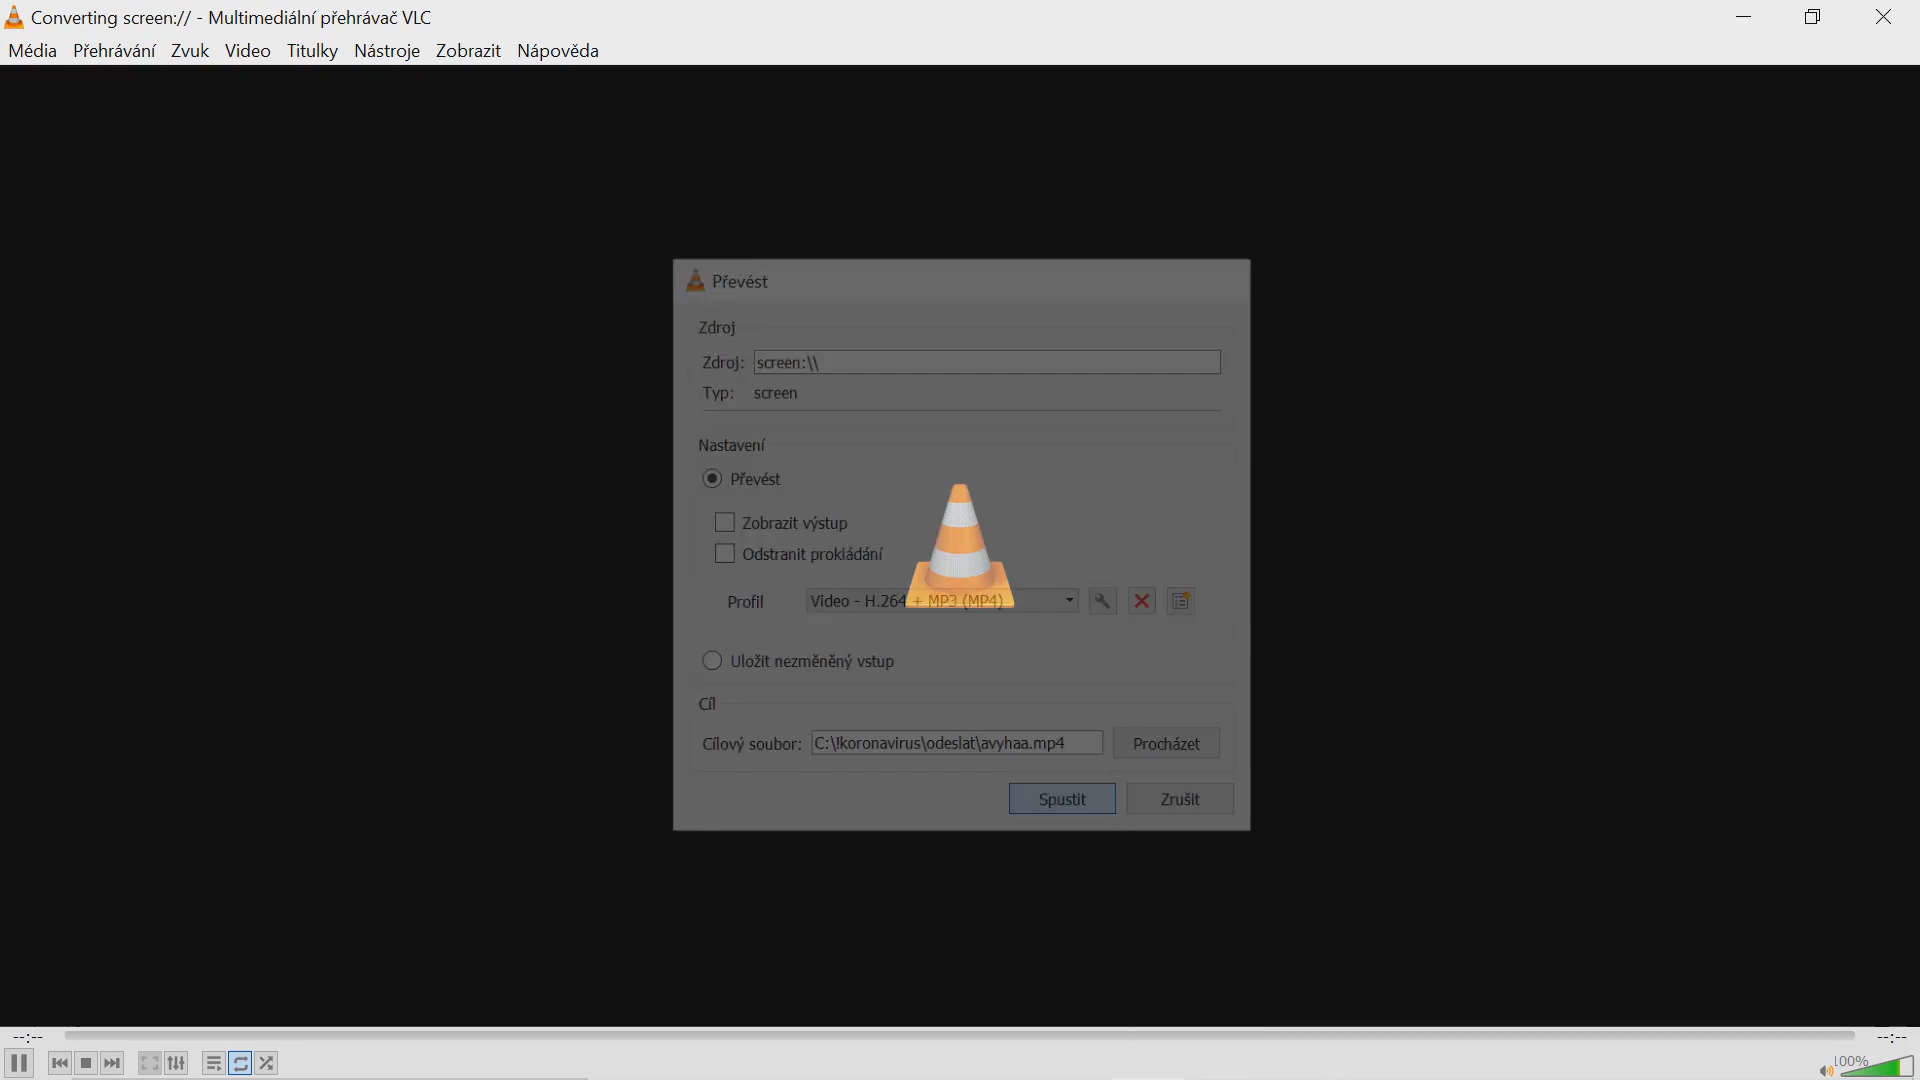 Converting screen:// - Multimediální přehrávač VLC
Média Přehrávání Zvuk Video Titulky Nástroje Zobrazit Nápověda
Převést
Zdroj
Zdroj: screen:\\
Typ: screen
Nastavení
Převést
Zobrazit výstup
Odstranit prokládání
Profil Video - H.264 + MP3 (MP4)
Uložit nezměněný vstup
Cíl
Cílový soubor: C:\!koronavirus\odeslat\avyhaa.mp4 Procházet
Spustit Zrušit
--:-- --:--
100%